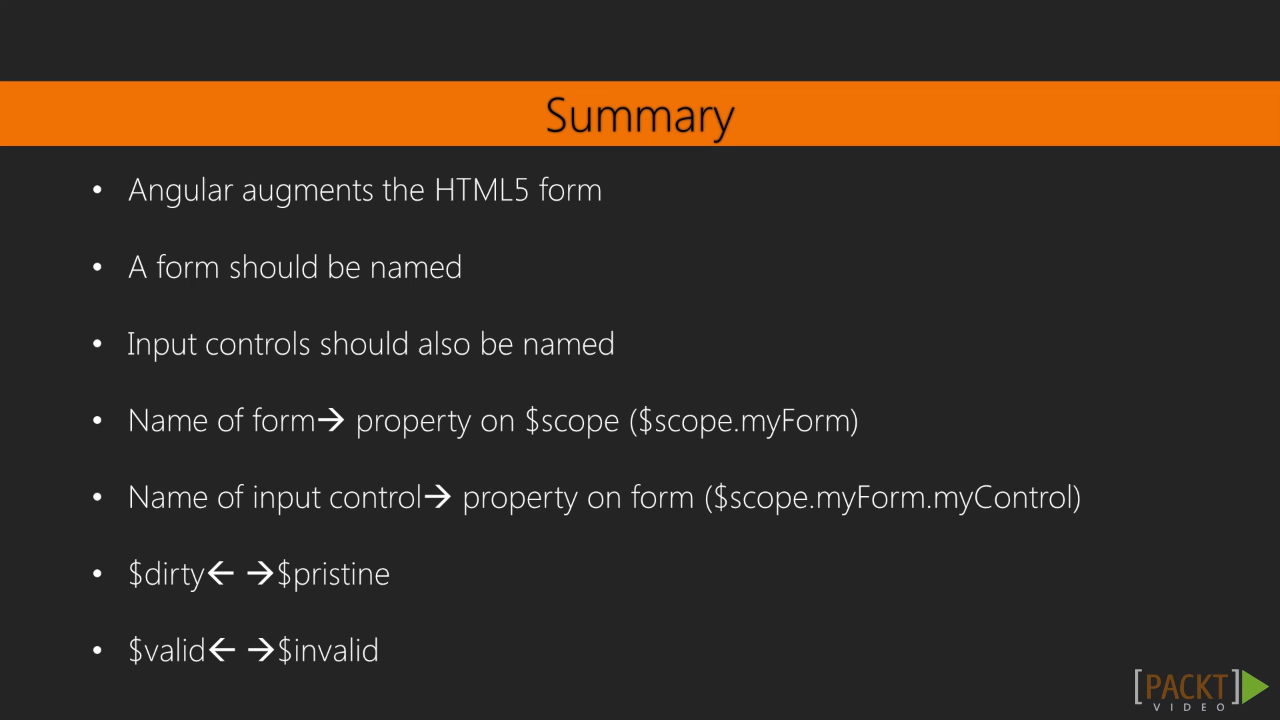 Summary
• Angular augments the HTML5 form
• A form should be named
• Input controls should also be named
• Name of form→ property on $scope ($scope.myForm)
• Name of input control→ property on form ($scope.myForm.myControl)
• $dirty← →$pristine
• $valid← →$invalid
[PACKT]
VIDEO